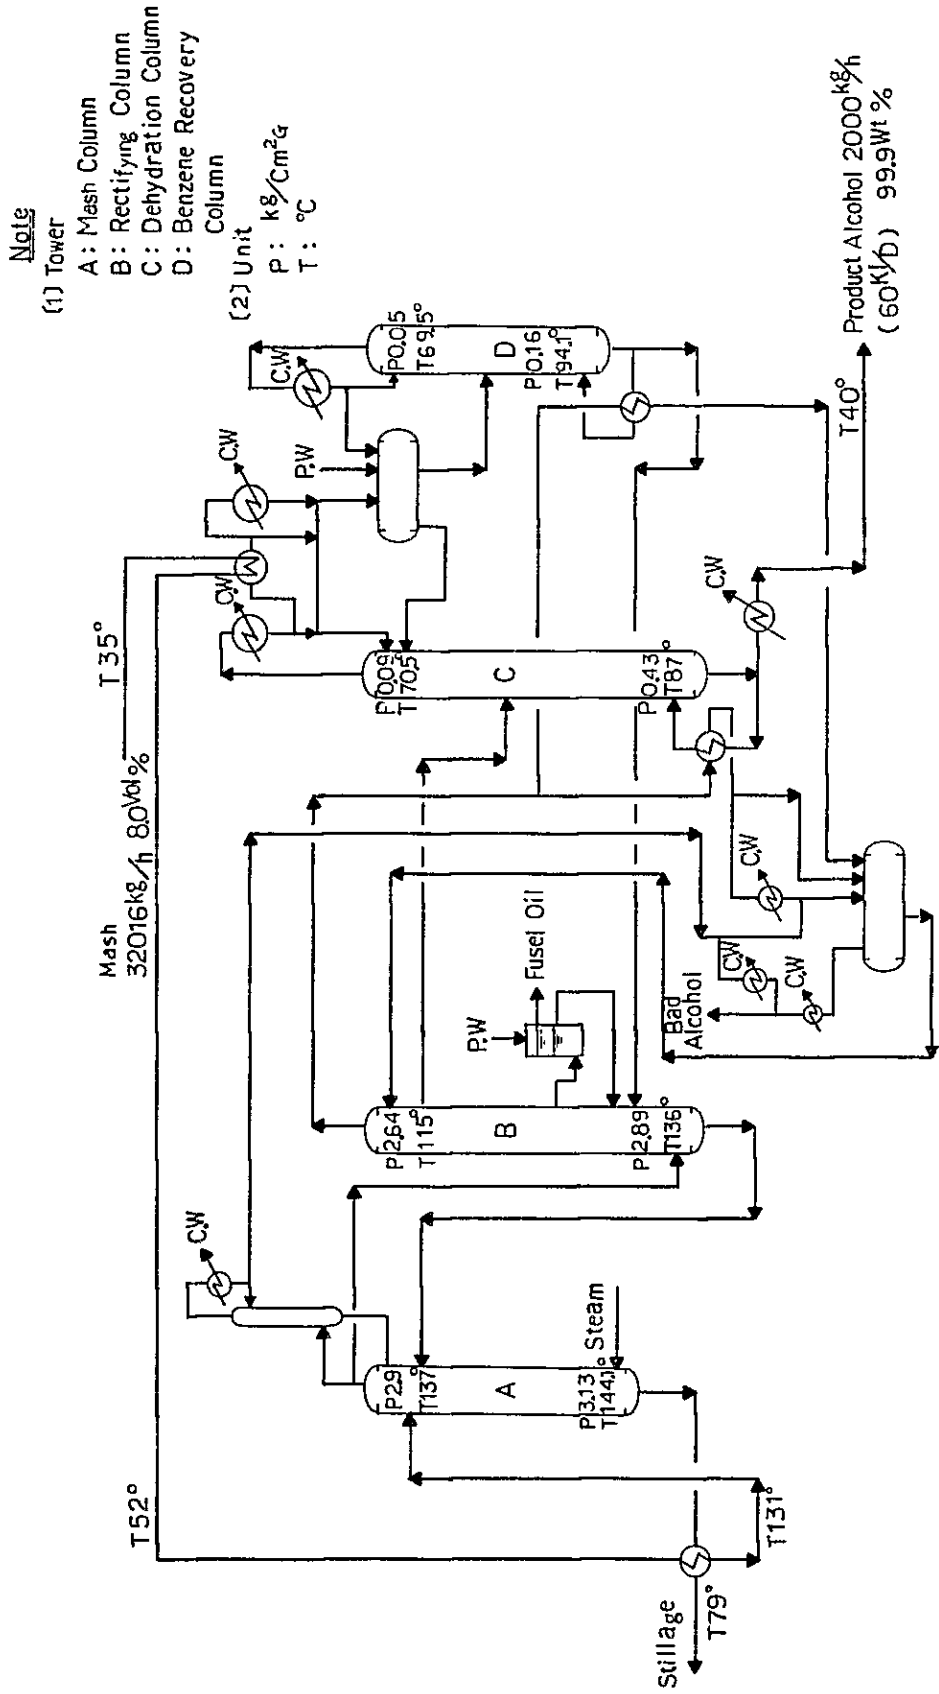 Note
(1) Tower
A : Mash Column
B : Rectifying Column
C : Dehydration Column
D : Benzene Recovery
Column
(2) Unit
P : kg/Cm²G
T : °C
Mash
32016kg/h 8.0Vol%
T35°
T52°
C.W
C.W
C.W
C.W
P.W
P0.05
T69.5°
D
P0.16
T94.1°
P0.09
T70.5°
C
P0.43
T87°
C.W
T40°
Product Alcohol 2000kg/h
(60Kl/D) 99.9Wt%
C.W
C.W
C.W
Bad
Alcohol
P.W
Fusel Oil
P2.64
T115°
B
P2.89
T136°
C.W
P2.9
T137°
A
P3.13
T144.1°
Steam
T131°
Stillage
T79°